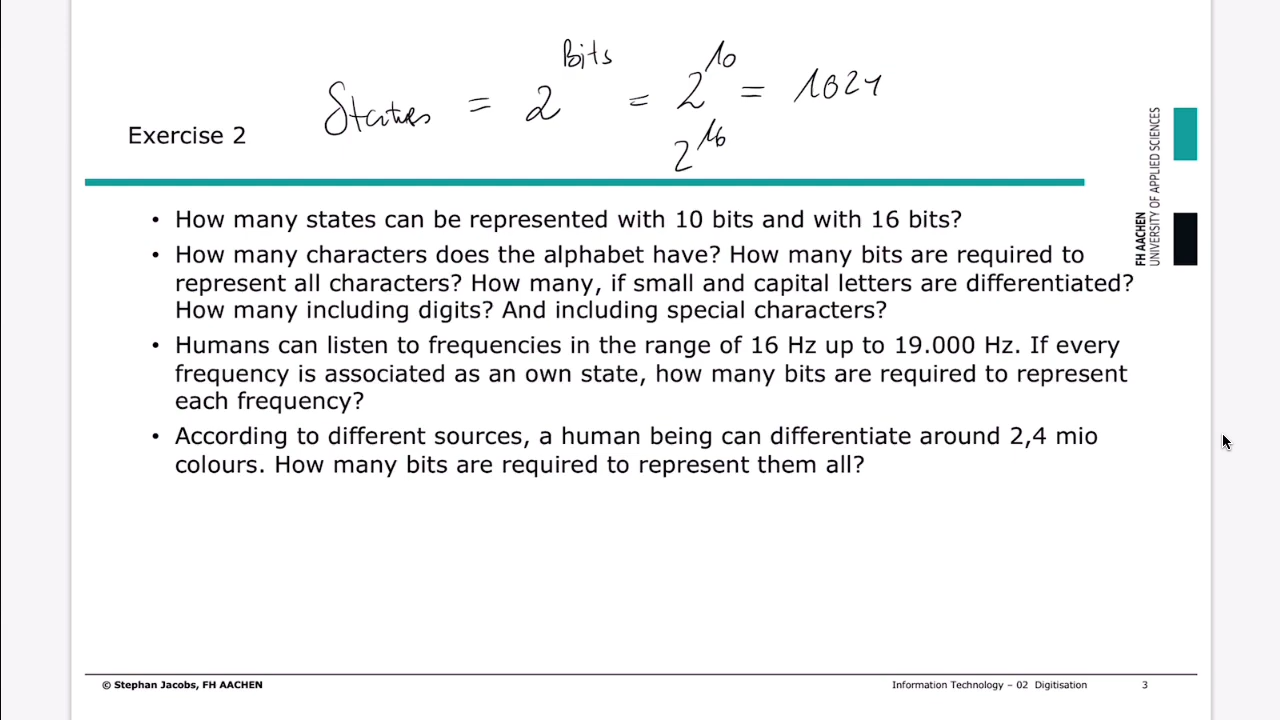 Bits 10
States = 2 = 2 = 1024
16
2
Exercise 2
FH AACHEN
UNIVERSITY OF APPLIED SCIENCES
• How many states can be represented with 10 bits and with 16 bits?
• How many characters does the alphabet have? How many bits are required to
represent all characters? How many, if small and capital letters are differentiated?
How many including digits? And including special characters?
• Humans can listen to frequencies in the range of 16 Hz up to 19.000 Hz. If every
frequency is associated as an own state, how many bits are required to represent
each frequency?
• According to different sources, a human being can differentiate around 2,4 mio
colours. How many bits are required to represent them all?
© Stephan Jacobs, FH AACHEN
Information Technology – 02 Digitisation 3